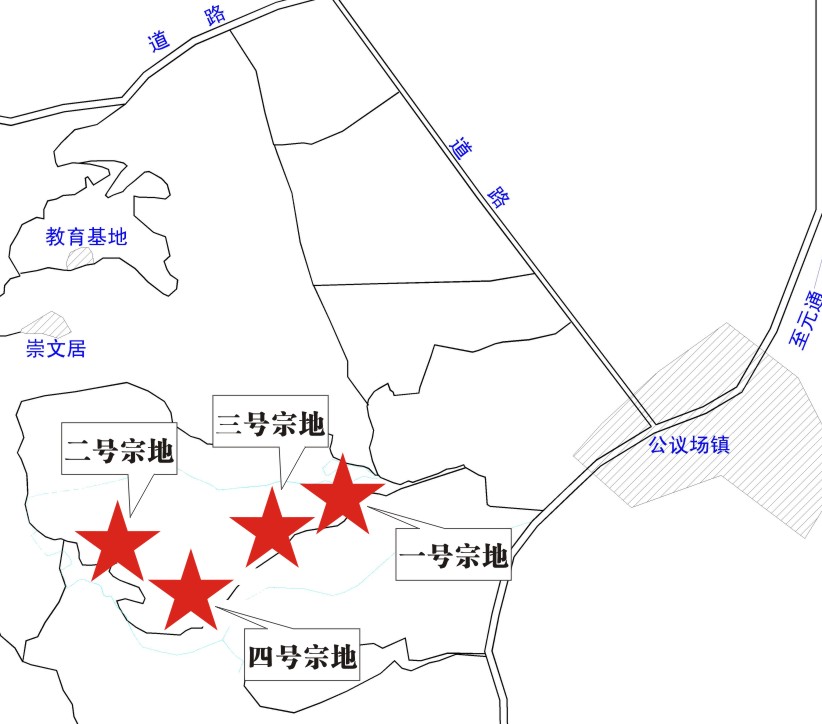 道 路
道 路
教育基地
至元通
崇文居
三号宗地
二号宗地
公议场镇
一号宗地
四号宗地